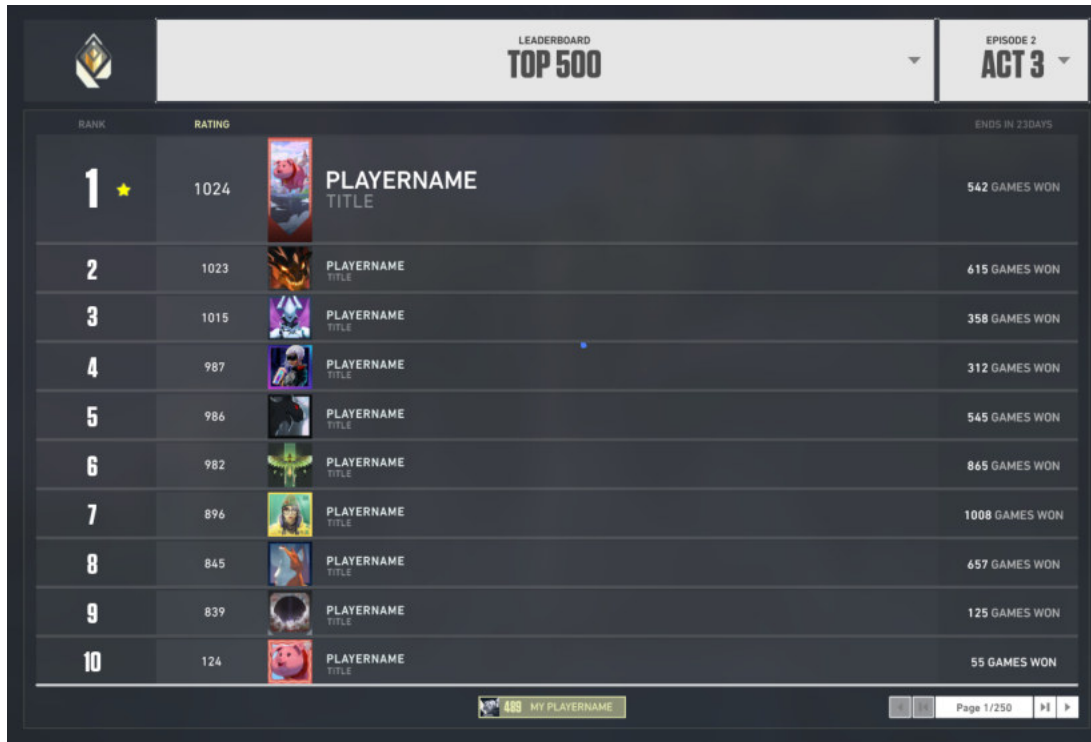 LEADERBOARD
TOP 500
EPISODE 2
ACT 3
RANK RATING ENDS IN 23DAYS
1 1024 PLAYERNAME 542 GAMES WON
TITLE
2 1023 PLAYERNAME 615 GAMES WON
TITLE
3 1015 PLAYERNAME 358 GAMES WON
TITLE
4 987 PLAYERNAME 312 GAMES WON
TITLE
5 986 PLAYERNAME 545 GAMES WON
TITLE
6 982 PLAYERNAME 865 GAMES WON
TITLE
7 896 PLAYERNAME 1008 GAMES WON
TITLE
8 845 PLAYERNAME 657 GAMES WON
TITLE
9 839 PLAYERNAME 125 GAMES WON
TITLE
10 124 PLAYERNAME 55 GAMES WON
TITLE
489 MY PLAYERNAME Page 1/250